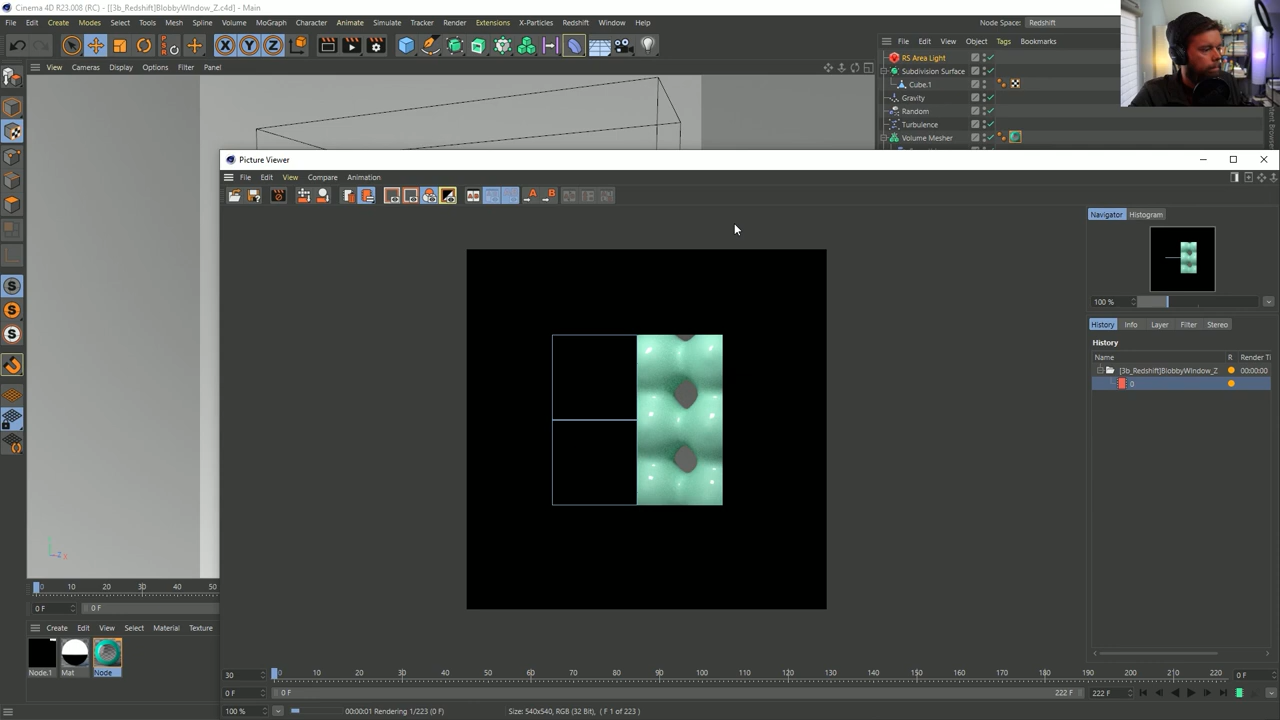 Cinema 4D R23.008 (RC) - [[3b_Redshift]BlobbyWIndow_Z.c4d] - Main
File Edit Create Modes Select Tools Mesh Spline Volume MoGraph Character Animate Simulate Tracker Render Extensions X-Particles Redshift Window Help
Node Space: Redshift
X Y Z
File Edit View Object Tags Bookmarks
View Cameras Display Options Filter Panel
RS Area Light
Subdivision Surface
Cube.1
Gravity
Random
Turbulence
Volume Mesher
Picture Viewer
File Edit View Compare Animation
A B
Navigator Histogram
100 %
History Info Layer Filter Stereo
History
Name R Render Ti
[3b_Redshift]BlobbyWIndow_Z 00:00:00
0
0 10 20 30 40 50
0 F 0 F
Create Edit View Select Material Texture
Node.1 Mat Node
30 0 10 20 30 40 50 60 70 80 90 100 110 120 130 140 150 160 170 180 190 200 210 220 0 F
0 F 0 F 222 F 222 F
100 % 00:00:01 Rendering 1/223 (0 F) Size: 540x540, RGB (32 Bit), ( F 1 of 223 )